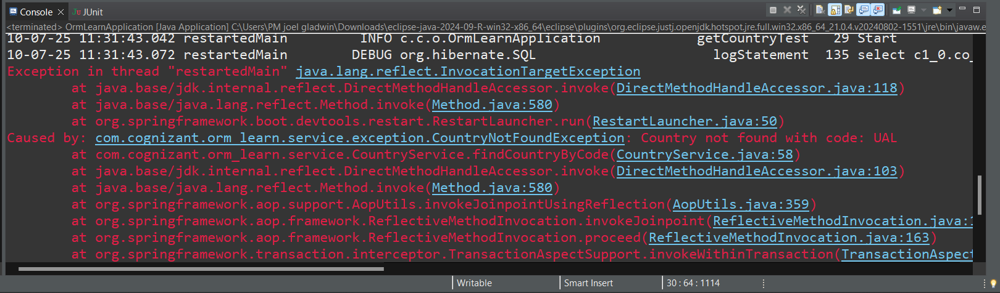 Console
JUnit
<terminated> OrmLearnApplication [Java Application] C:\Users\PM joel gladwin\Downloads\eclipse-java-2024-09-R-win32-x86_64\eclipse\plugins\org.eclipse.justj.openjdk.hotspot.jre.full.win32.x86_64_21.0.4.v20240802-1551\jre\bin\javaw.e
10-07-25 11:31:43.042 restartedMain INFO c.c.o.OrmLearnApplication getCountryTest 29 Start
10-07-25 11:31:43.072 restartedMain DEBUG org.hibernate.SQL logStatement 135 select c1_0.co_
Exception in thread "restartedMain" java.lang.reflect.InvocationTargetException
at java.base/jdk.internal.reflect.DirectMethodHandleAccessor.invoke(DirectMethodHandleAccessor.java:118)
at java.base/java.lang.reflect.Method.invoke(Method.java:580)
at org.springframework.boot.devtools.restart.RestartLauncher.run(RestartLauncher.java:50)
Caused by: com.cognizant.orm_learn.service.exception.CountryNotFoundException: Country not found with code: UAL
at com.cognizant.orm_learn.service.CountryService.findCountryByCode(CountryService.java:58)
at java.base/jdk.internal.reflect.DirectMethodHandleAccessor.invoke(DirectMethodHandleAccessor.java:103)
at java.base/java.lang.reflect.Method.invoke(Method.java:580)
at org.springframework.aop.support.AopUtils.invokeJoinpointUsingReflection(AopUtils.java:359)
at org.springframework.aop.framework.ReflectiveMethodInvocation.invokeJoinpoint(ReflectiveMethodInvocation.java:1
at org.springframework.aop.framework.ReflectiveMethodInvocation.proceed(ReflectiveMethodInvocation.java:163)
at org.springframework.transaction.interceptor.TransactionAspectSupport.invokeWithinTransaction(TransactionAspect
Writable
Smart Insert
30 : 64 : 1114